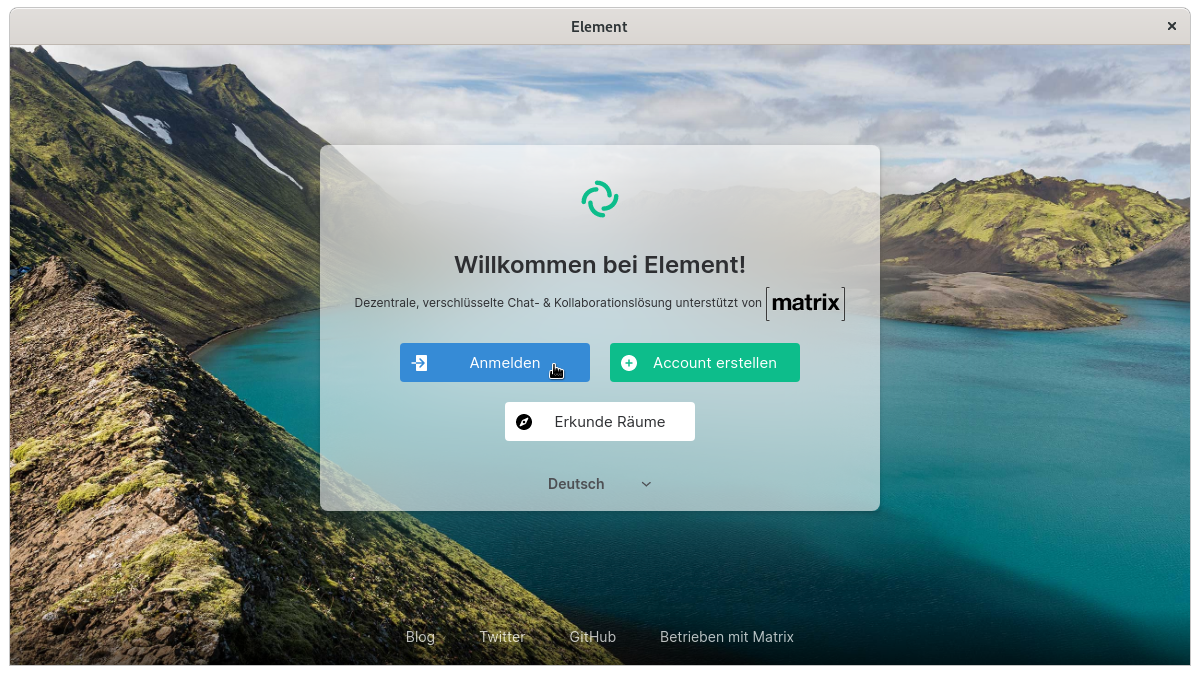 Element
Willkommen bei Element!
Dezentrale, verschlüsselte Chat- & Kollaborationslösung unterstützt von [matrix]
Anmelden
Account erstellen
Erkunde Räume
Deutsch
Blog Twitter GitHub Betrieben mit Matrix